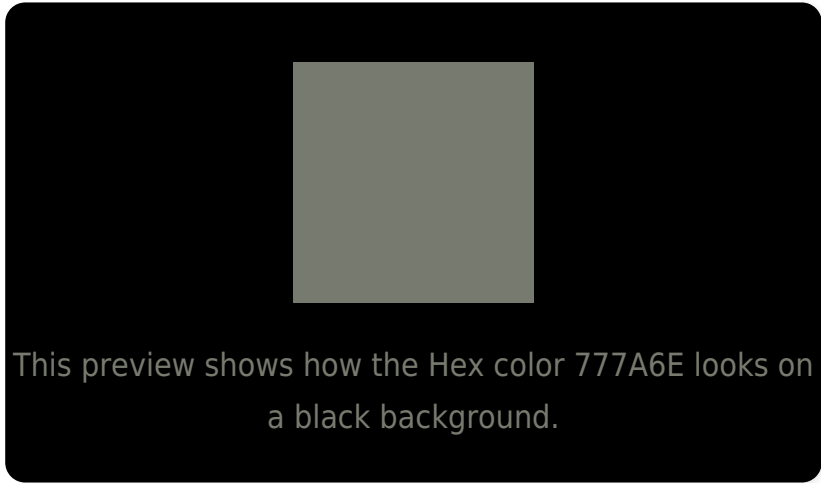 This preview shows how the Hex color 777A6E looks on
a black background.